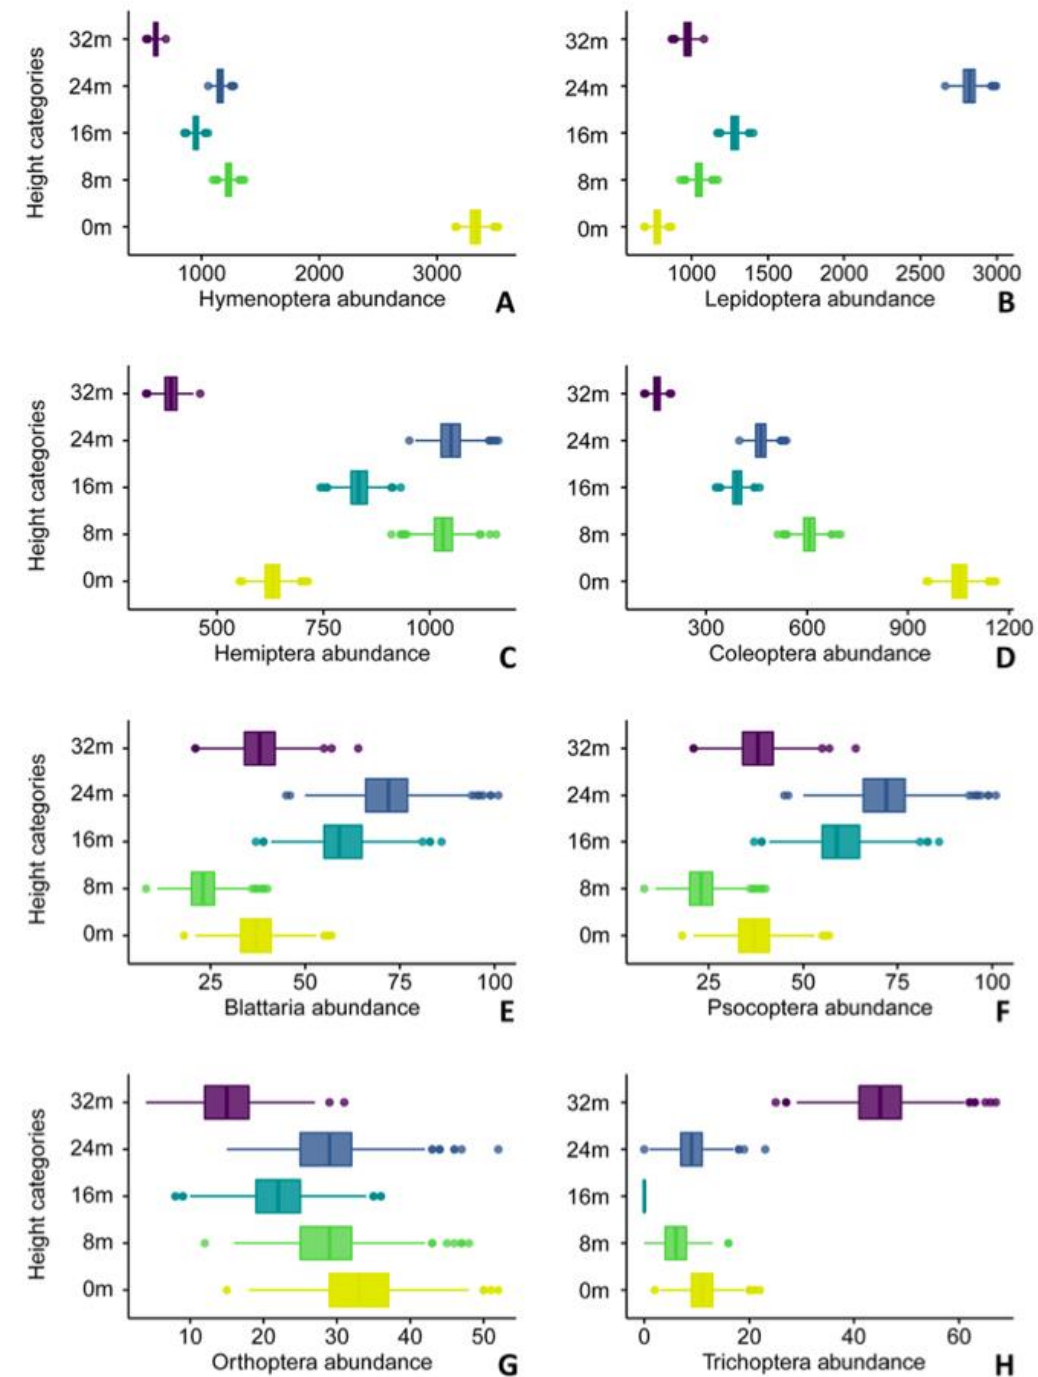 Height categories
32m
24m
16m
8m
0m
1000 2000 3000
Hymenoptera abundance
A
32m
24m
16m
8m
0m
1000 1500 2000 2500 3000
Lepidoptera abundance
B
Height categories
32m
24m
16m
8m
0m
500 750 1000
Hemiptera abundance
C
32m
24m
16m
8m
0m
300 600 900 1200
Coleoptera abundance
D
Height categories
32m
24m
16m
8m
0m
25 50 75 100
Blattaria abundance
E
32m
24m
16m
8m
0m
25 50 75 100
Psocoptera abundance
F
Height categories
32m
24m
16m
8m
0m
10 20 30 40 50
Orthoptera abundance
G
32m
24m
16m
8m
0m
0 20 40 60
Trichoptera abundance
H